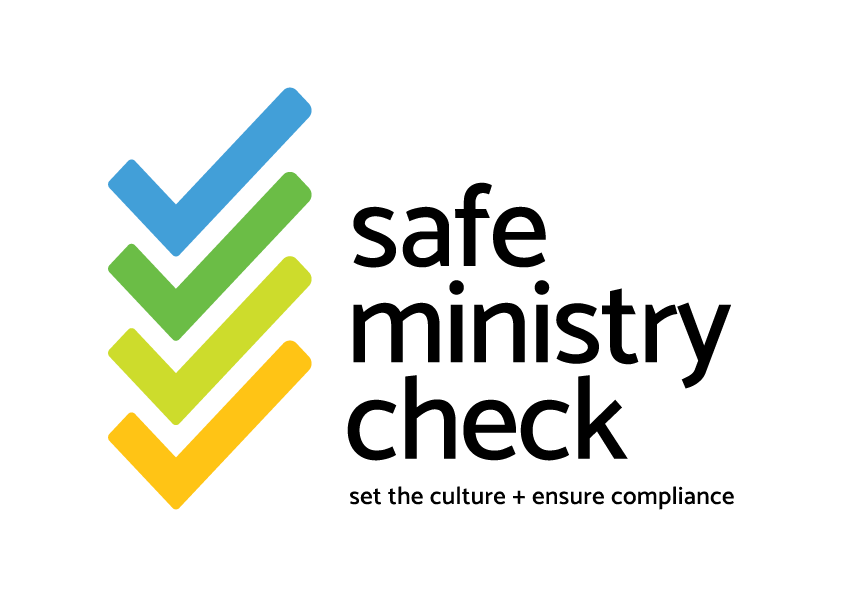 safe
ministry
check
set the culture + ensure compliance